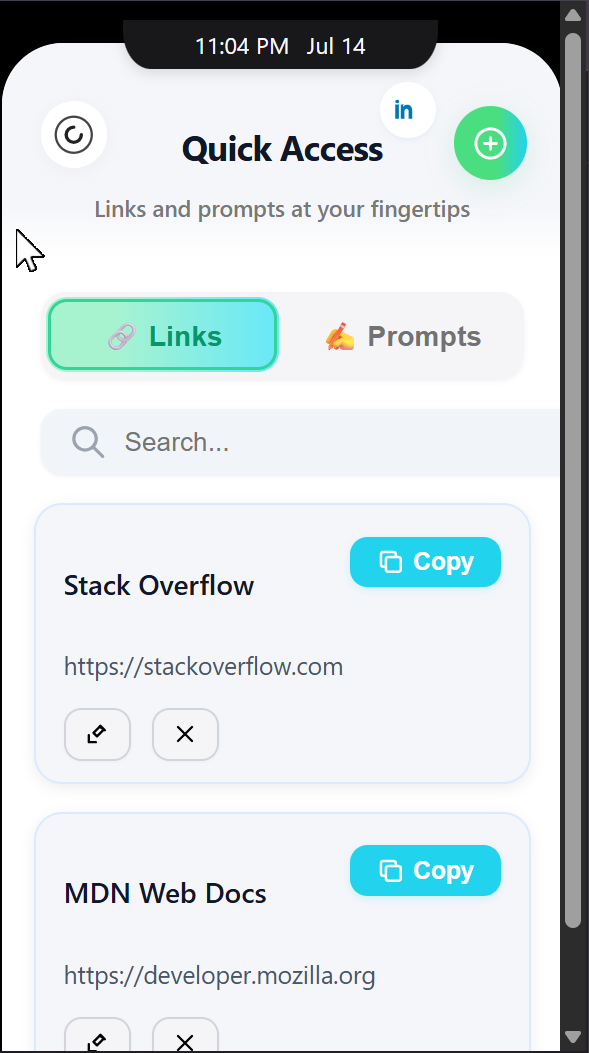 11:04 PM Jul 14
in
Quick Access
Links and prompts at your fingertips
🔗 Links
✍️ Prompts
Search...
Copy
Stack Overflow
https://stackoverflow.com
Copy
MDN Web Docs
https://developer.mozilla.org